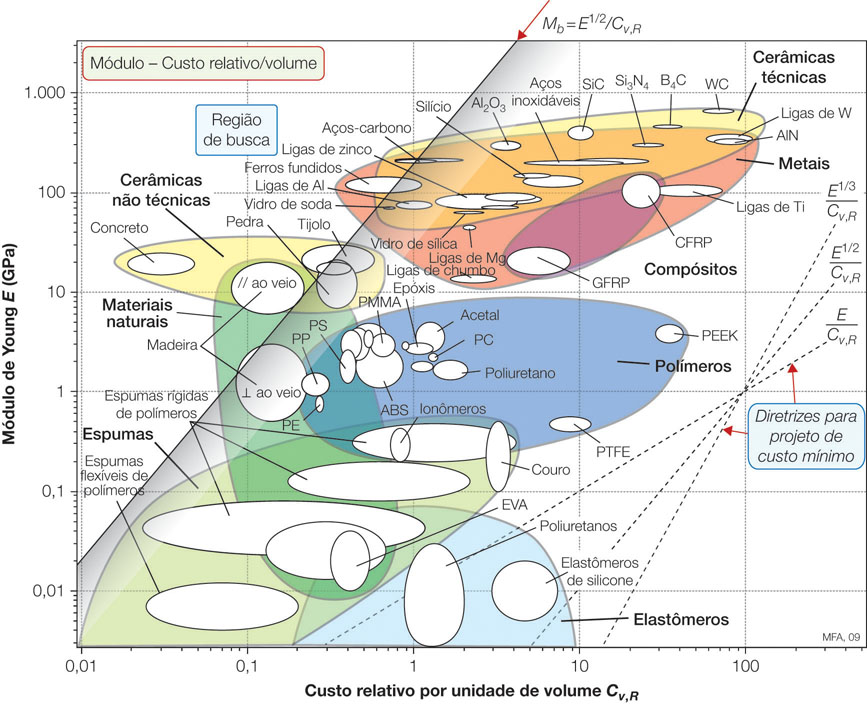 M_b = E^{1/2}/C_{v,R}
Módulo – Custo relativo/volume
Região
de busca
Cerâmicas
técnicas
WC
B₄C
Si₃N₄
SiC
Aços
inoxidáveis
Al₂O₃
Silício
Aços-carbono
Ligas de zinco
Ferros fundidos
Ligas de Al
Vidro de soda
Ligas de W
AlN
Metais
Ligas de Ti
CFRP
Compósitos
GFRP
Vidro de sílica
Ligas de Mg
Ligas de chumbo
Cerâmicas
não técnicas
Pedra
Tijolo
Concreto
// ao veio
Materiais
naturais
Madeira
⊥ ao veio
Epóxis
PMMA
PS
PP
PE
Acetal
PC
Poliuretano
ABS
Ionômeros
PEEK
Polímeros
PTFE
Couro
Espumas rígidas
de polímeros
Espumas
Espumas
flexíveis de
polímeros
EVA
Poliuretanos
Elastômeros
de silicone
Elastômeros
E^{1/3}
C_{v,R}
E^{1/2}
C_{v,R}
E
C_{v,R}
Diretrizes para
projeto de
custo mínimo
MFA, 09
Módulo de Young E (GPa)
1.000
100
10
1
0,1
0,01
0,01
0,1
1
10
100
Custo relativo por unidade de volume C_{v,R}